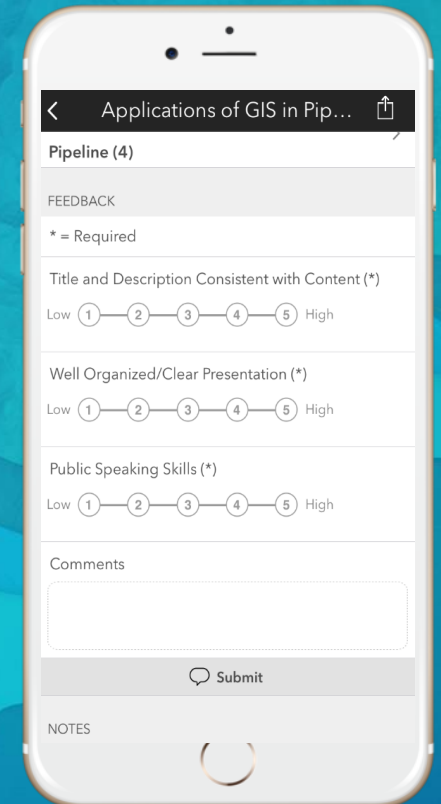 Applications of GIS in Pip...
Pipeline (4)
FEEDBACK
* = Required
Title and Description Consistent with Content (*)
Low 1 2 3 4 5 High
Well Organized/Clear Presentation (*)
Low 1 2 3 4 5 High
Public Speaking Skills (*)
Low 1 2 3 4 5 High
Comments
Submit
NOTES